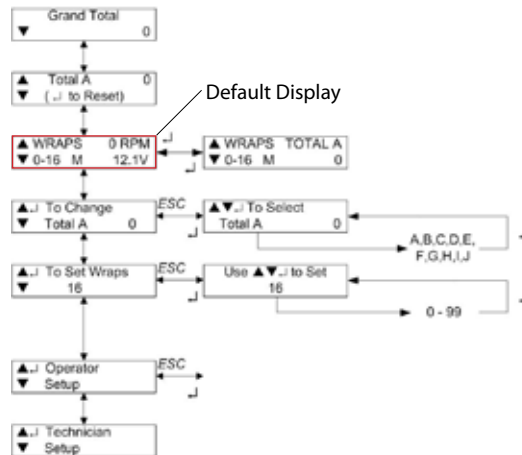 Grand Total
▼ 0
▲ Total A 0
▼ (↵ to Reset)
Default Display
▲ WRAPS 0 RPM
▼ 0-16 M 12.1V
↵
↵
▲ WRAPS TOTAL A
▼ 0-16 M 0
▲↵ To Change
▼ Total A 0
ESC
↵
▲▼↵ To Select
Total A 0
A,B,C,D,E,
F,G,H,I,J
▲↵ To Set Wraps
▼ 16
ESC
↵
Use ▲▼↵ to Set
16
0 - 99
▲↵ Operator
▼ Setup
ESC
↵
▲↵ Technician
▼ Setup